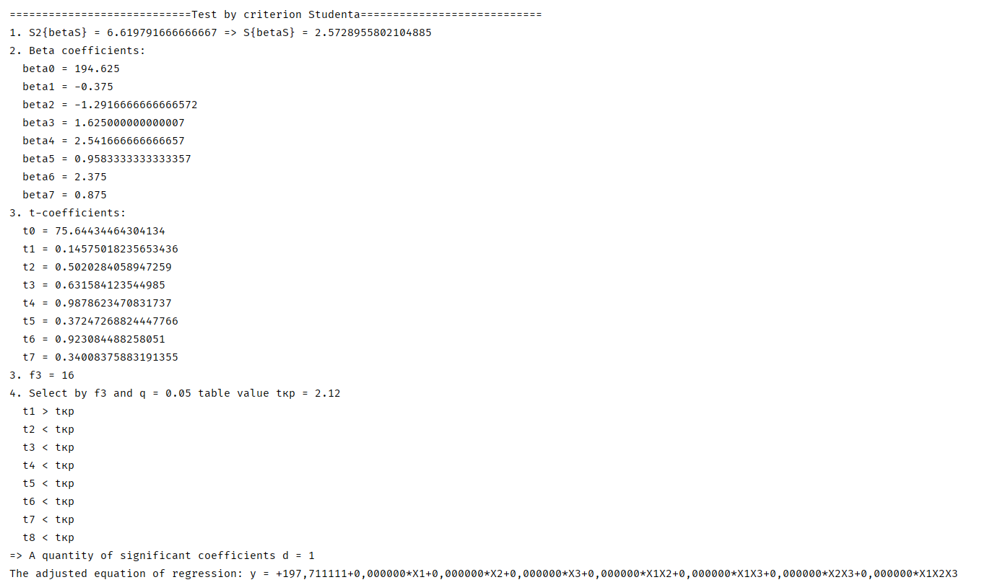 ============================Test by criterion Studenta============================
1. S2{betaS} = 6.619791666666667 => S{betaS} = 2.5728955802104885
2. Beta coefficients:
  beta0 = 194.625
  beta1 = -0.375
  beta2 = -1.2916666666666572
  beta3 = 1.625000000000007
  beta4 = 2.541666666666657
  beta5 = 0.9583333333333357
  beta6 = 2.375
  beta7 = 0.875
3. t-coefficients:
  t0 = 75.64434464304134
  t1 = 0.14575018235653436
  t2 = 0.5020284058947259
  t3 = 0.631584123544985
  t4 = 0.9878623470831737
  t5 = 0.37247268824447766
  t6 = 0.923084488258051
  t7 = 0.34008375883191355
3. f3 = 16
4. Select by f3 and q = 0.05 table value tкр = 2.12
  t1 > tкр
  t2 < tкр
  t3 < tкр
  t4 < tкр
  t5 < tкр
  t6 < tкр
  t7 < tкр
  t8 < tкр
=> A quantity of significant coefficients d = 1
The adjusted equation of regression: y = +197,711111+0,000000*X1+0,000000*X2+0,000000*X3+0,000000*X1X2+0,000000*X1X3+0,000000*X2X3+0,000000*X1X2X3